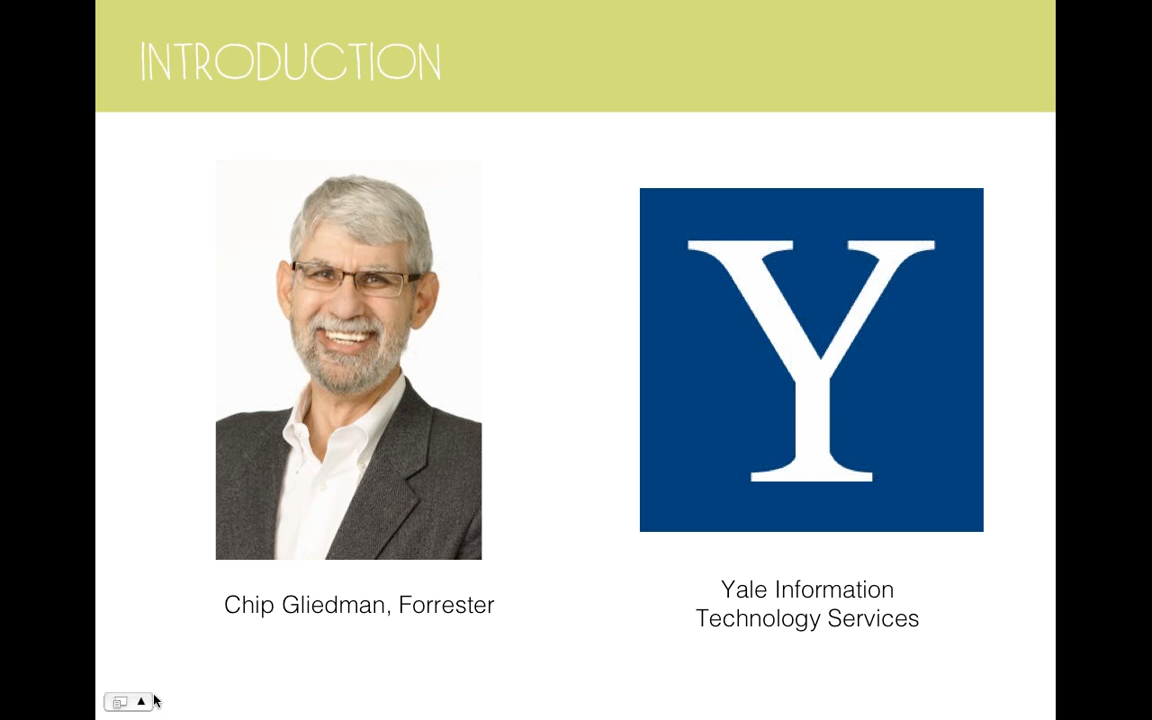 INTRODUCTION
Y
Chip Gliedman, Forrester
Yale Information
Technology Services